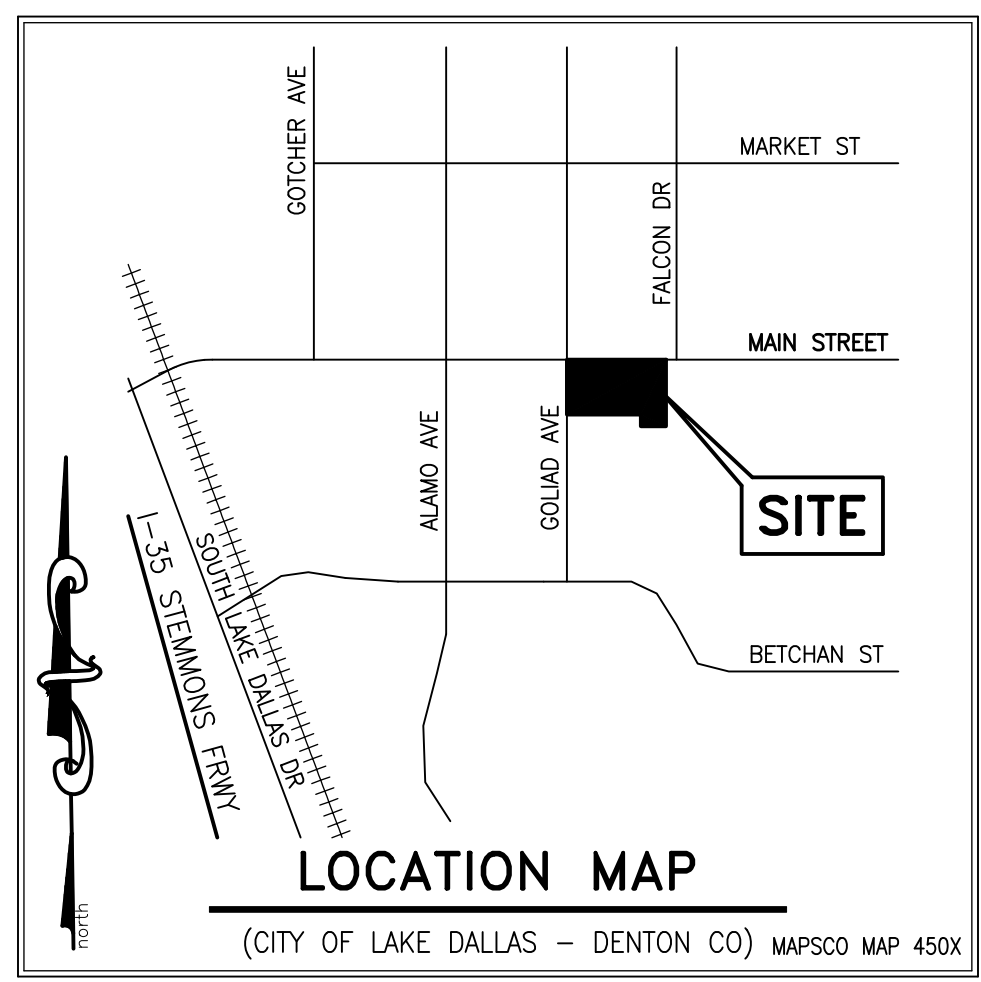 GOTCHER AVE
MARKET ST
FALCON DR
MAIN STREET
ALAMO AVE
GOLIAD AVE
SITE
I-35 STEMMONS FRWY
SOUTH LAKE DALLAS DR
BETCHAN ST
north
LOCATION MAP
(CITY OF LAKE DALLAS - DENTON CO) MAPSCO MAP 450X